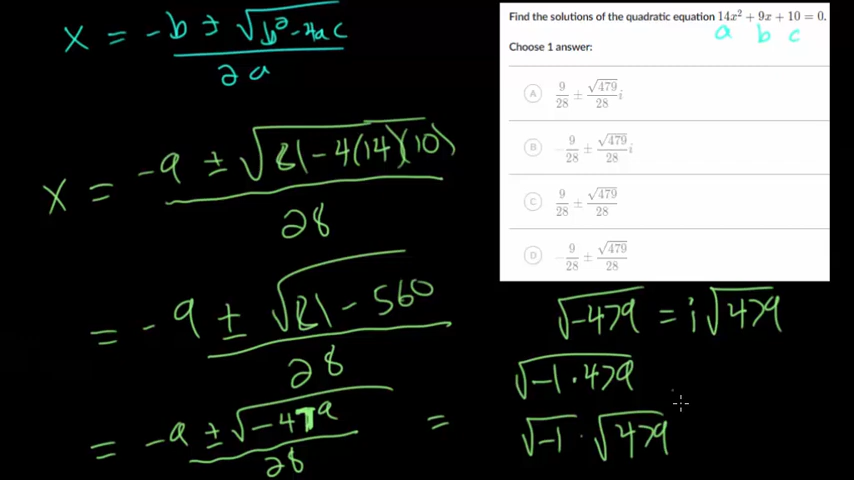 x = -b ± √b² - 4ac
2a
Find the solutions of the quadratic equation 14x² + 9x + 10 = 0.
a b c
Choose 1 answer:
A 9/28 ± √479/28 i
B -9/28 ± √479/28 i
C 9/28 ± √479/28
D -9/28 ± √479/28
x = -9 ± √81-4(14)(10)
28
= -9 ± √81 - 560
28
= -9 ± √-479 =
28
√-479 = i√479
√-1 · 479
√-1 · √479